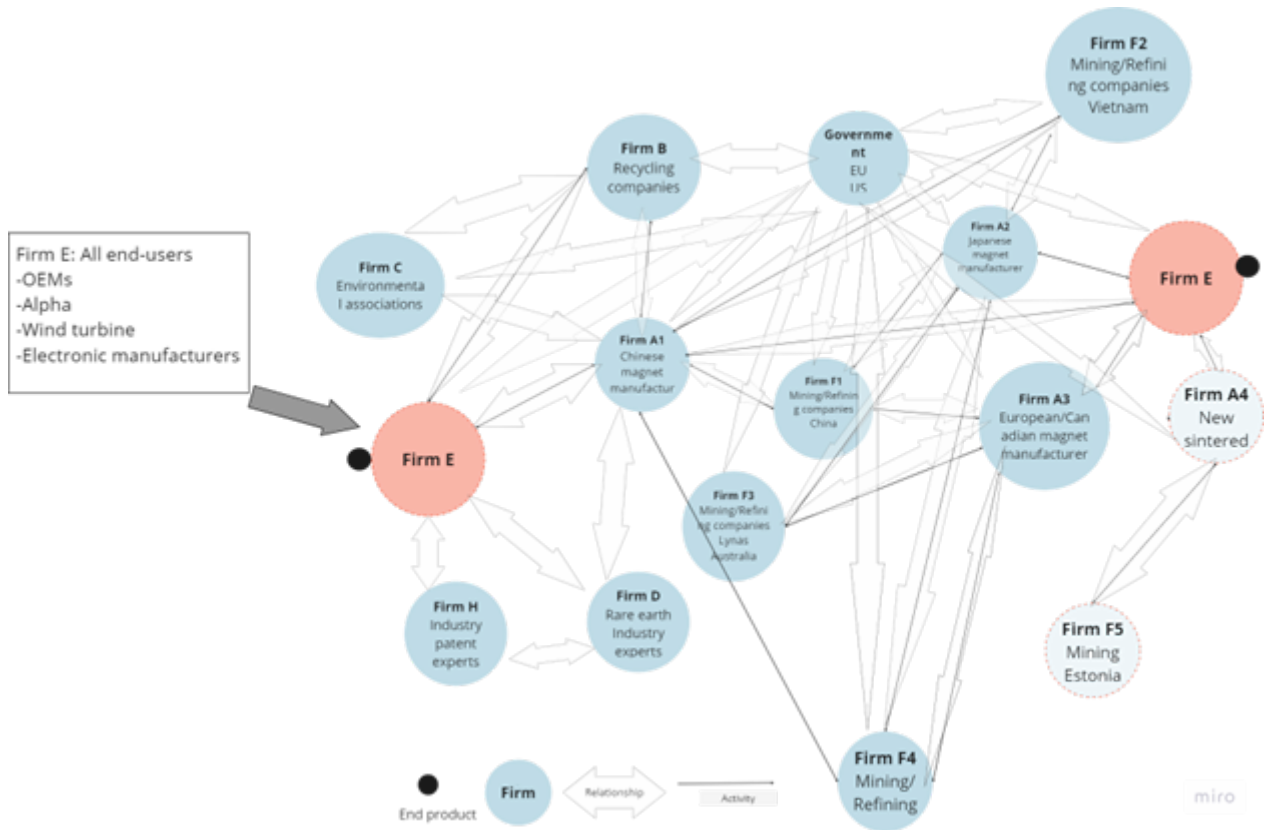 Firm F2
Mining/Refini
ng companies
Vietnam
Governme
nt
EU
US
Firm B
Recycling
companies
Firm A2
Japanese
magnet
manufacturer
Firm E: All end-users
-OEMs
-Alpha
-Wind turbine
-Electronic manufacturers
Firm C
Environmenta
l associations
Firm E
Firm A1
Chinese
magnet
manufactur
Firm F1
Mining/Refinin
g companies
China
Firm A3
European/Can
adian magnet
manufacturer
Firm A4
New
sintered
Firm E
Firm F3
Mining/Refini
ng companies
Lynas
Australia
Firm H
Industry
patent
experts
Firm D
Rare earth
Industry
experts
Firm F5
Mining
Estonia
Firm F4
Mining/
Refining
End product
Firm
Relationship
Activity
miro